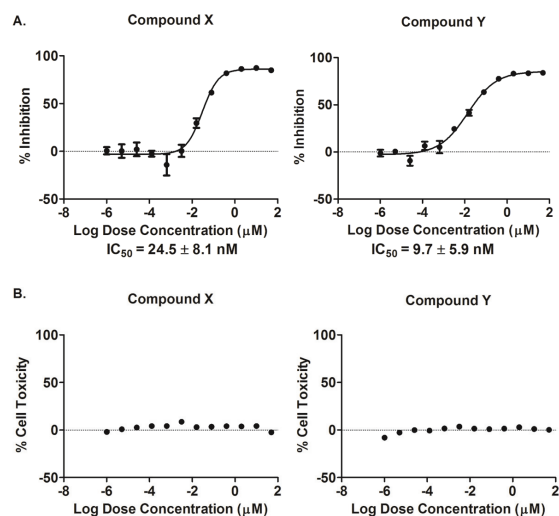 A.
Compound X
Compound Y
% Inhibition
100
50
0
-50
-8 -6 -4 -2 0 2
Log Dose Concentration (μM)
IC50 = 24.5 ± 8.1 nM
% Inhibition
100
50
0
-50
-8 -6 -4 -2 0 2
Log Dose Concentration (μM)
IC50 = 9.7 ± 5.9 nM
B.
Compound X
Compound Y
% Cell Toxicity
100
50
0
-50
-8 -6 -4 -2 0 2
Log Dose Concentration (μM)
% Cell Toxicity
100
50
0
-50
-8 -6 -4 -2 0 2
Log Dose Concentration (μM)